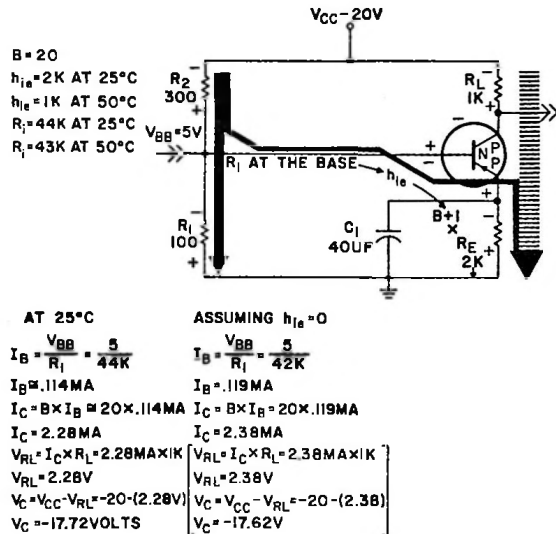 VCC-20V
B=20
hie=2K AT 25°C
hie=1K AT 50°C
Ri=44K AT 25°C
Ri=43K AT 50°C
R2
300
RL
1K
VBB=5V
N
P
P
RI AT THE BASE
hie
B+1
×
RE
2K
R1
100
C1
40UF
AT 25°C
IB=VBB/RI=5/44K
IB≅.114MA
IC=B×IB≅20×.114MA
IC=2.28MA
VRL=IC×RL=2.28MA×1K
VRL=2.28V
VC=VCC-VRL=-20-(2.28V)
VC=-17.72VOLTS
ASSUMING hie=0
IB=VBB/RI=5/42K
IB=.119MA
IC=B×IB=20×.119MA
IC=2.38MA
VRL=IC×RL=2.38MA×1K
VRL=2.38V
VC=VCC-VRL=-20-(2.38)
VC=-17.62V